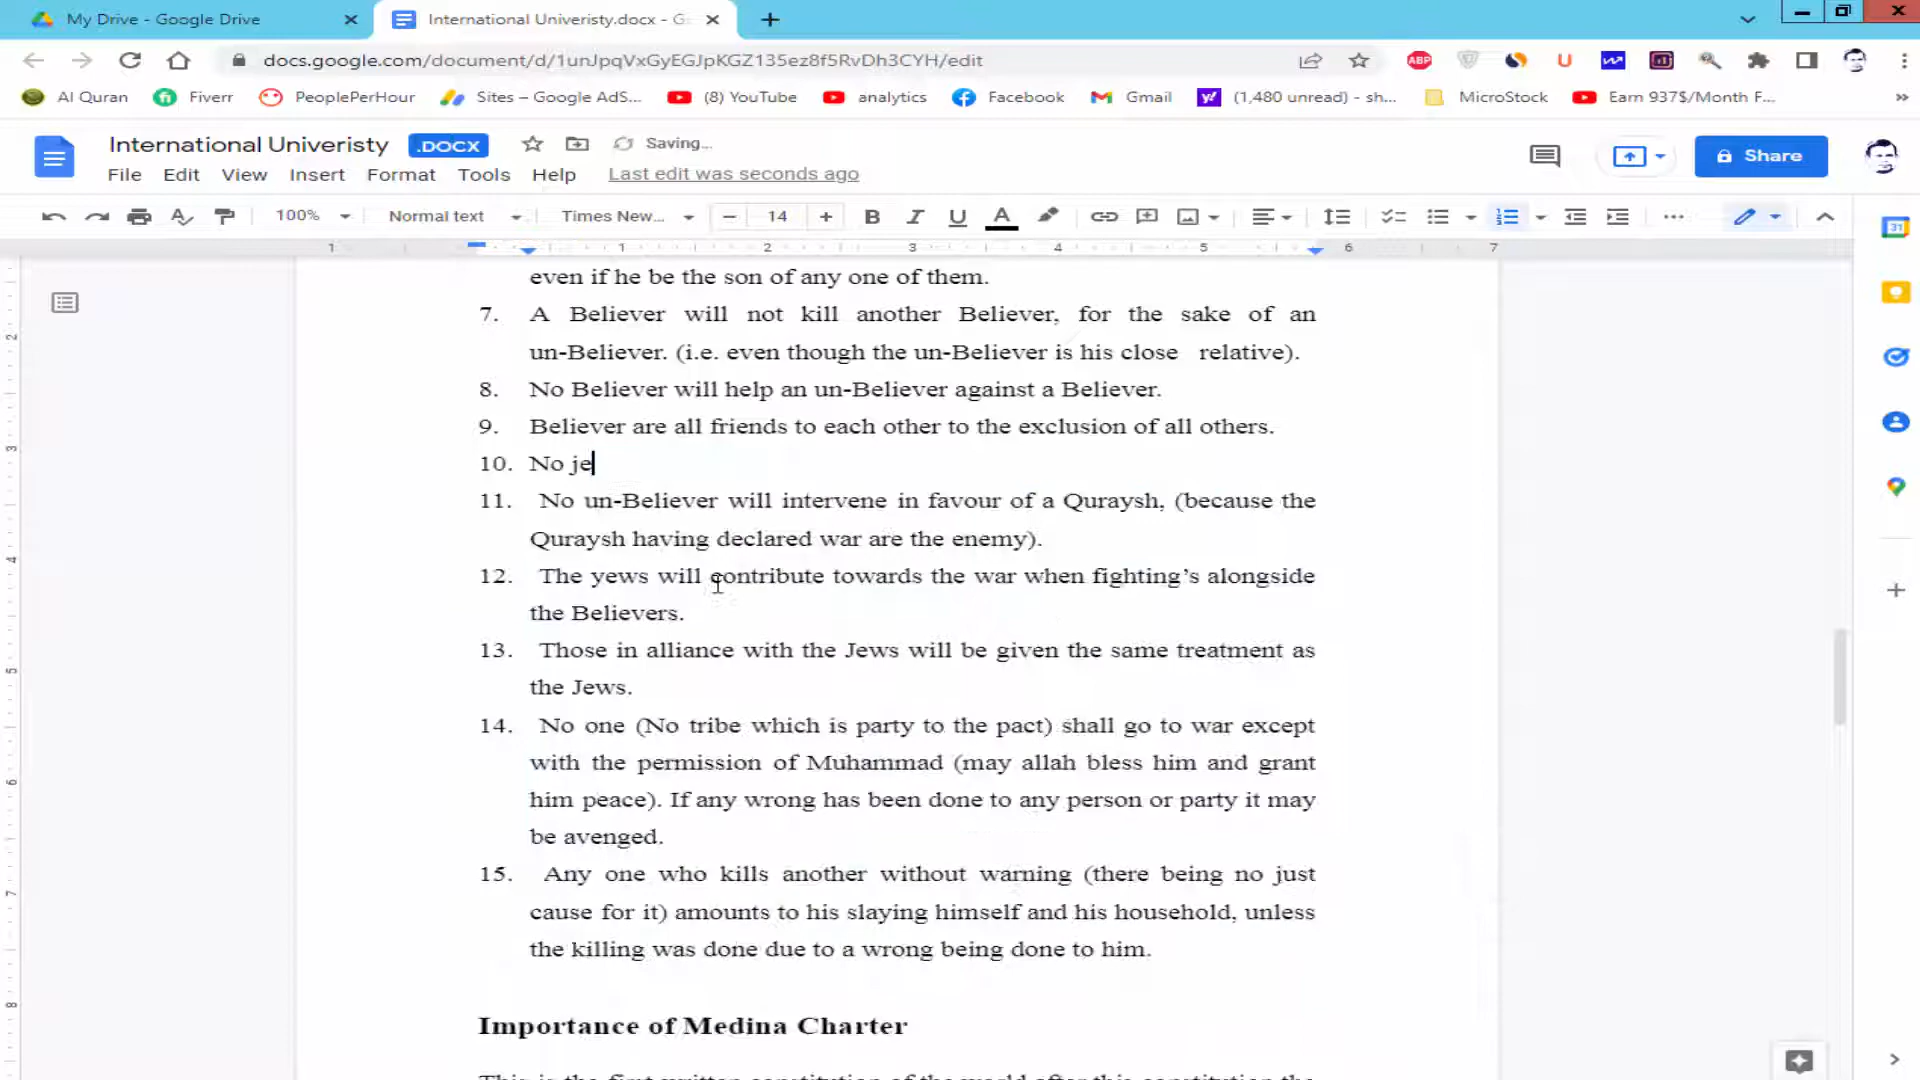 My Drive - Google Drive
International Univeristy.docx - G
docs.google.com/document/d/1unJpqVxGyEGJpKGZ135ez8f5RvDh3CYH/edit
ABP
Al Quran
Fiverr
PeoplePerHour
Sites – Google AdS...
(8) YouTube
analytics
Facebook
Gmail
(1,480 unread) - sh...
MicroStock
Earn 937$/Month F...
International Univeristy
.DOCX
Saving...
Share
File Edit View Insert Format Tools Help Last edit was seconds ago
100% Normal text Times New... 14 B I U A
1 1 2 3 4 5 6 7
even if he be the son of any one of them.
7. A Believer will not kill another Believer, for the sake of an
un-Believer. (i.e. even though the un-Believer is his close relative).
8. No Believer will help an un-Believer against a Believer.
9. Believer are all friends to each other to the exclusion of all others.
10. No je
11. No un-Believer will intervene in favour of a Quraysh, (because the
Quraysh having declared war are the enemy).
12. The yews will contribute towards the war when fighting’s alongside
the Believers.
13. Those in alliance with the Jews will be given the same treatment as
the Jews.
14. No one (No tribe which is party to the pact) shall go to war except
with the permission of Muhammad (may allah bless him and grant
him peace). If any wrong has been done to any person or party it may
be avenged.
15. Any one who kills another without warning (there being no just
cause for it) amounts to his slaying himself and his household, unless
the killing was done due to a wrong being done to him.
Importance of Medina Charter